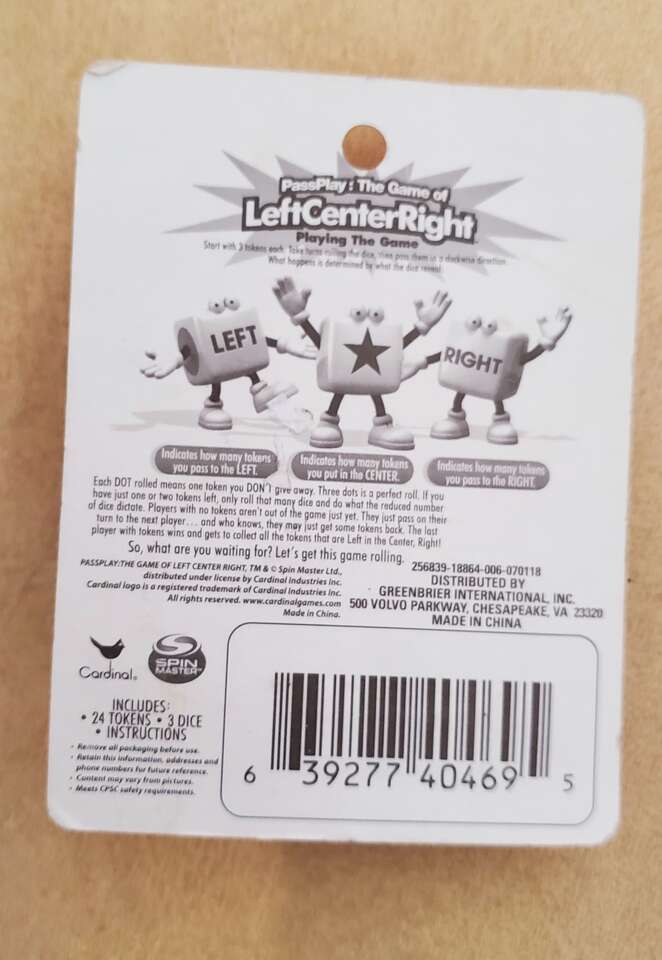 PassPlay: The Game of
LeftCenterRight™
Playing The Game
Start with 3 tokens each. Take turns rolling the dice, then pass them in a clockwise direction.
What happens is determined by what the dice reveal!
LEFT
RIGHT
Indicates how many tokens
you pass to the LEFT.
Indicates how many tokens
you put in the CENTER.
Indicates how many tokens
you pass to the RIGHT.
Each DOT rolled means one token you DON'T give away. Three dots is a perfect roll. If you
have just one or two tokens left, only roll that many dice and do what the reduced number
of dice dictate. Players with no tokens aren't out of the game just yet. They just pass on their
turn to the next player... and who knows, they may just get some tokens back. The last
player with tokens wins and gets to collect all the tokens that are Left in the Center, Right!
So, what are you waiting for? Let's get this game rolling.
PASSPLAY:THE GAME OF LEFT CENTER RIGHT, TM & © Spin Master Ltd.,
distributed under license by Cardinal Industries Inc.
Cardinal logo is a registered trademark of Cardinal Industries Inc.
All rights reserved. www.cardinalgames.com
Made in China.
256839-18864-006-070118
DISTRIBUTED BY
GREENBRIER INTERNATIONAL, INC.
500 VOLVO PARKWAY, CHESAPEAKE, VA 23320
MADE IN CHINA
Cardinal®
SPIN
MASTER™
INCLUDES:
• 24 TOKENS • 3 DICE
• INSTRUCTIONS
- Remove all packaging before use.
- Retain this information, addresses and
phone numbers for future reference.
- Content may vary from pictures.
- Meets CPSC safety requirements.
6 39277 40469 5